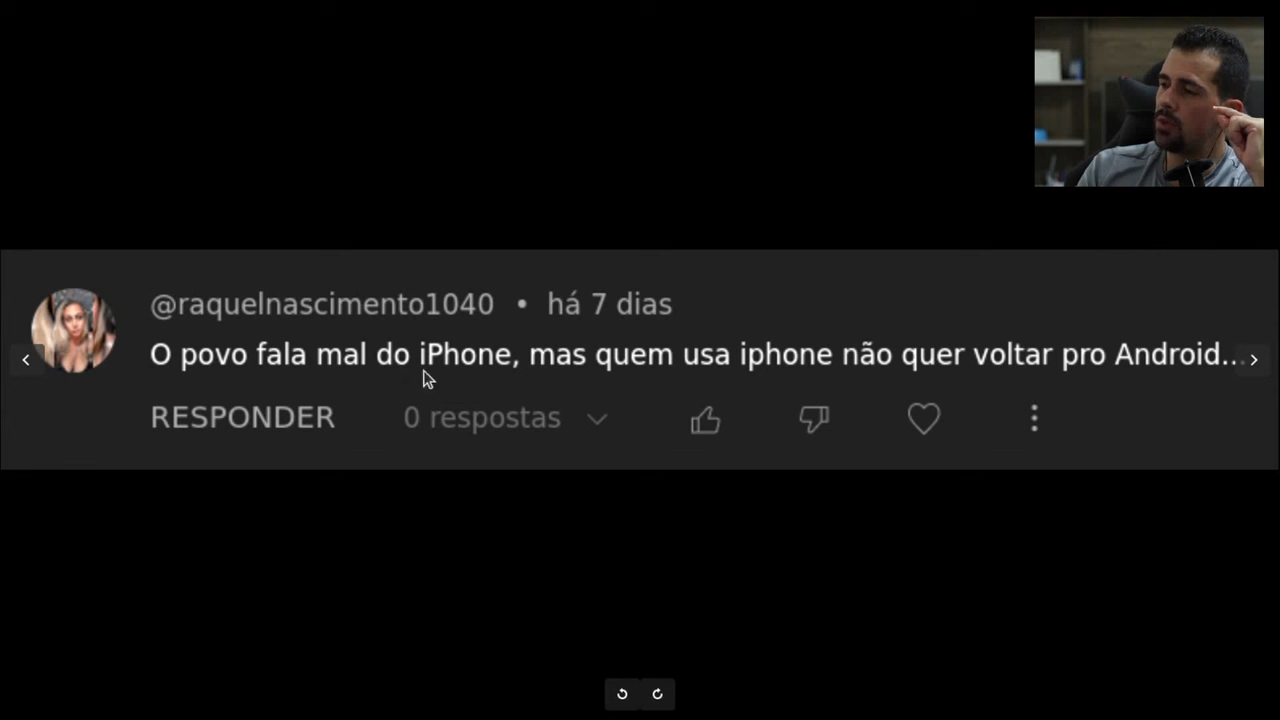 @raquelnascimento1040 • há 7 dias
O povo fala mal do iPhone, mas quem usa iphone não quer voltar pro Android...
RESPONDER 0 respostas